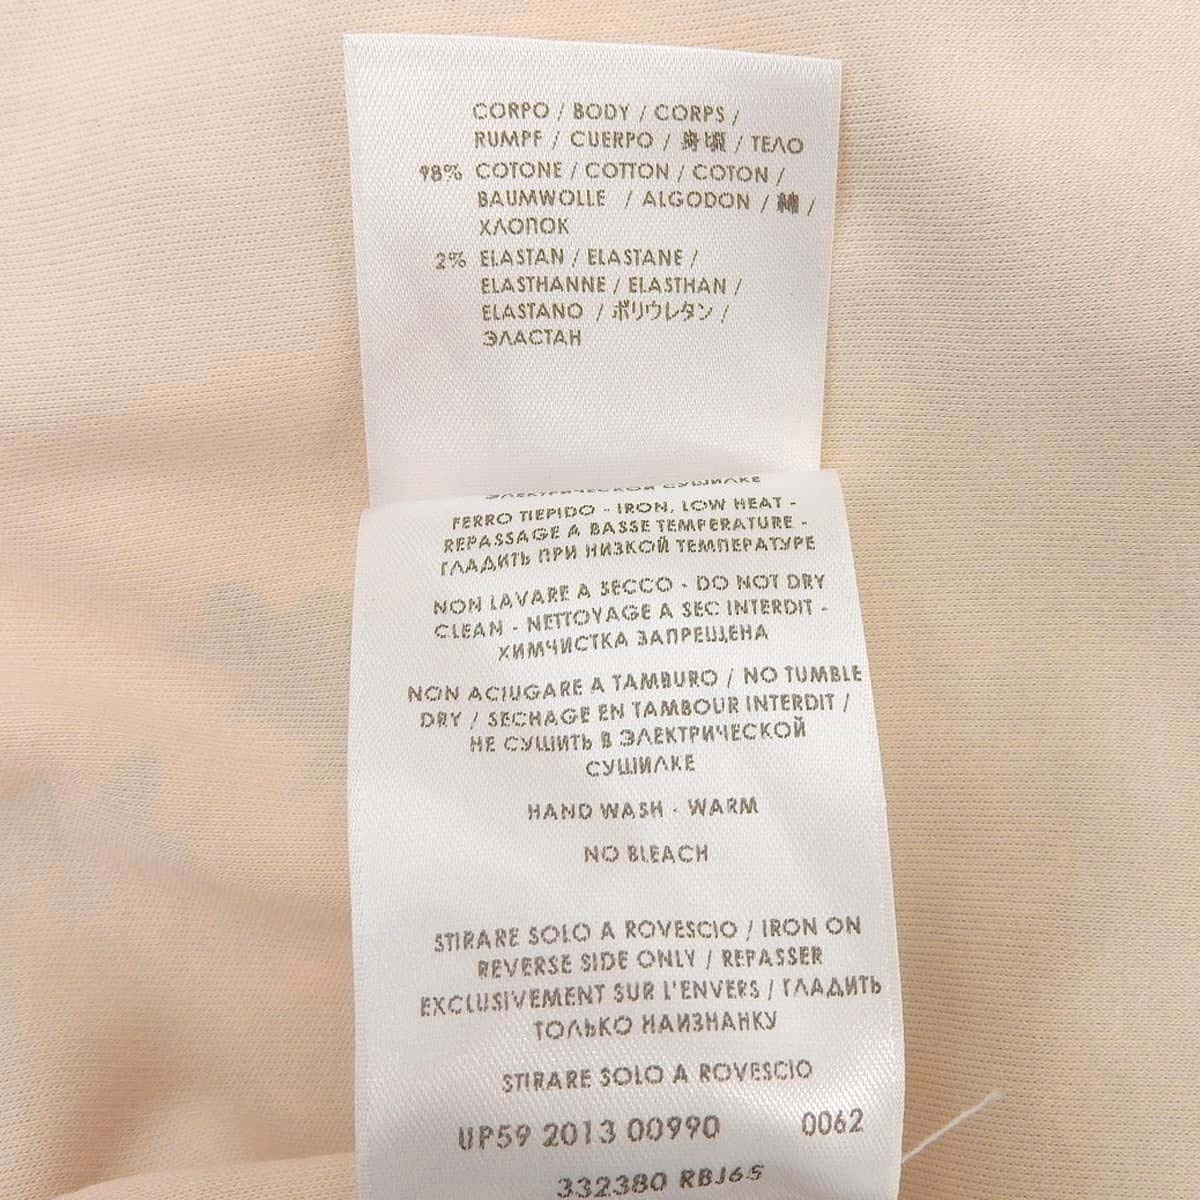 CORPO / BODY / CORPS /
RUMPF / CUERPO / 身頃 / ТЕЛО
98% COTONE / COTTON / COTON /
BAUMWOLLE / ALGODON / 綿 /
ХЛОПОК
2% ELASTAN / ELASTANE /
ELASTHANNE / ELASTHAN /
ELASTANO / ポリウレタン /
ЭЛАСТАН
ЭЛЕКТРИЧЕСКОЙ СУШИЛКЕ
FERRO TIEPIDO - IRON, LOW HEAT -
REPASSAGE A BASSE TEMPERATURE -
ГЛАДИТЬ ПРИ НИЗКОЙ ТЕМПЕРАТУРЕ
NON LAVARE A SECCO - DO NOT DRY
CLEAN - NETTOYAGE A SEC INTERDIT -
ХИМЧИСТКА ЗАПРЕЩЕНА
NON ACIUGARE A TAMBURO / NO TUMBLE
DRY / SECHAGE EN TAMBOUR INTERDIT /
НЕ СУШИТЬ В ЭЛЕКТРИЧЕСКОЙ
СУШИЛКЕ
HAND WASH - WARM
NO BLEACH
STIRARE SOLO A ROVESCIO / IRON ON
REVERSE SIDE ONLY / REPASSER
EXCLUSIVEMENT SUR L'ENVERS / ГЛАДИТЬ
ТОЛЬКО НАИЗНАНКУ
STIRARE SOLO A ROVESCIO
UP59 2013 00990 0062
332380 RBJ65